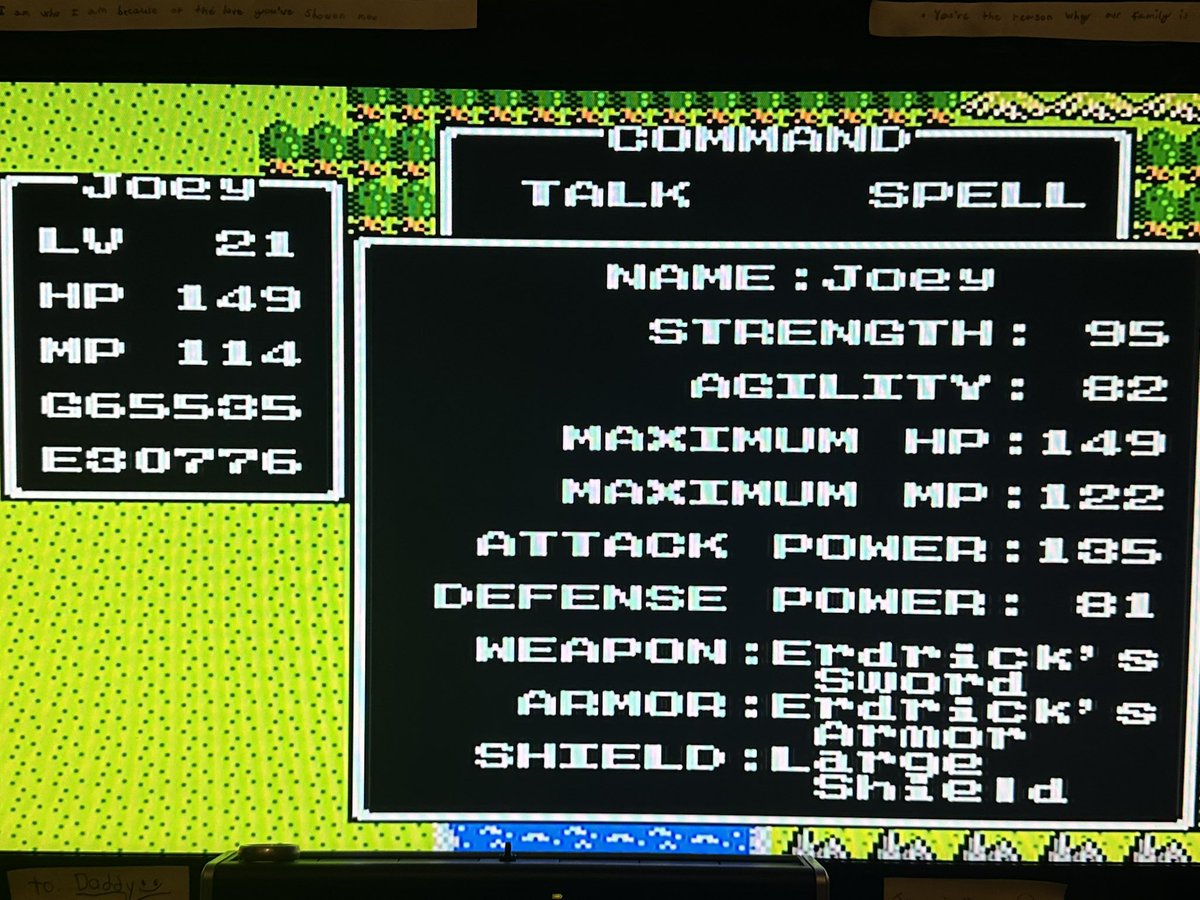 I am who I am because of the love you've shown me
• You're the reason why our family is
COMMAND
TALK SPELL
Joey
LV 21
HP 149
MP 114
G65535
E30776
NAME:Joey
STRENGTH: 95
AGILITY: 82
MAXIMUM HP:149
MAXIMUM MP:122
ATTACK POWER:135
DEFENSE POWER: 81
WEAPON:Erdrick's
Sword
ARMOR:Erdrick's
Armor
SHIELD:Large
Shield
to: Daddy